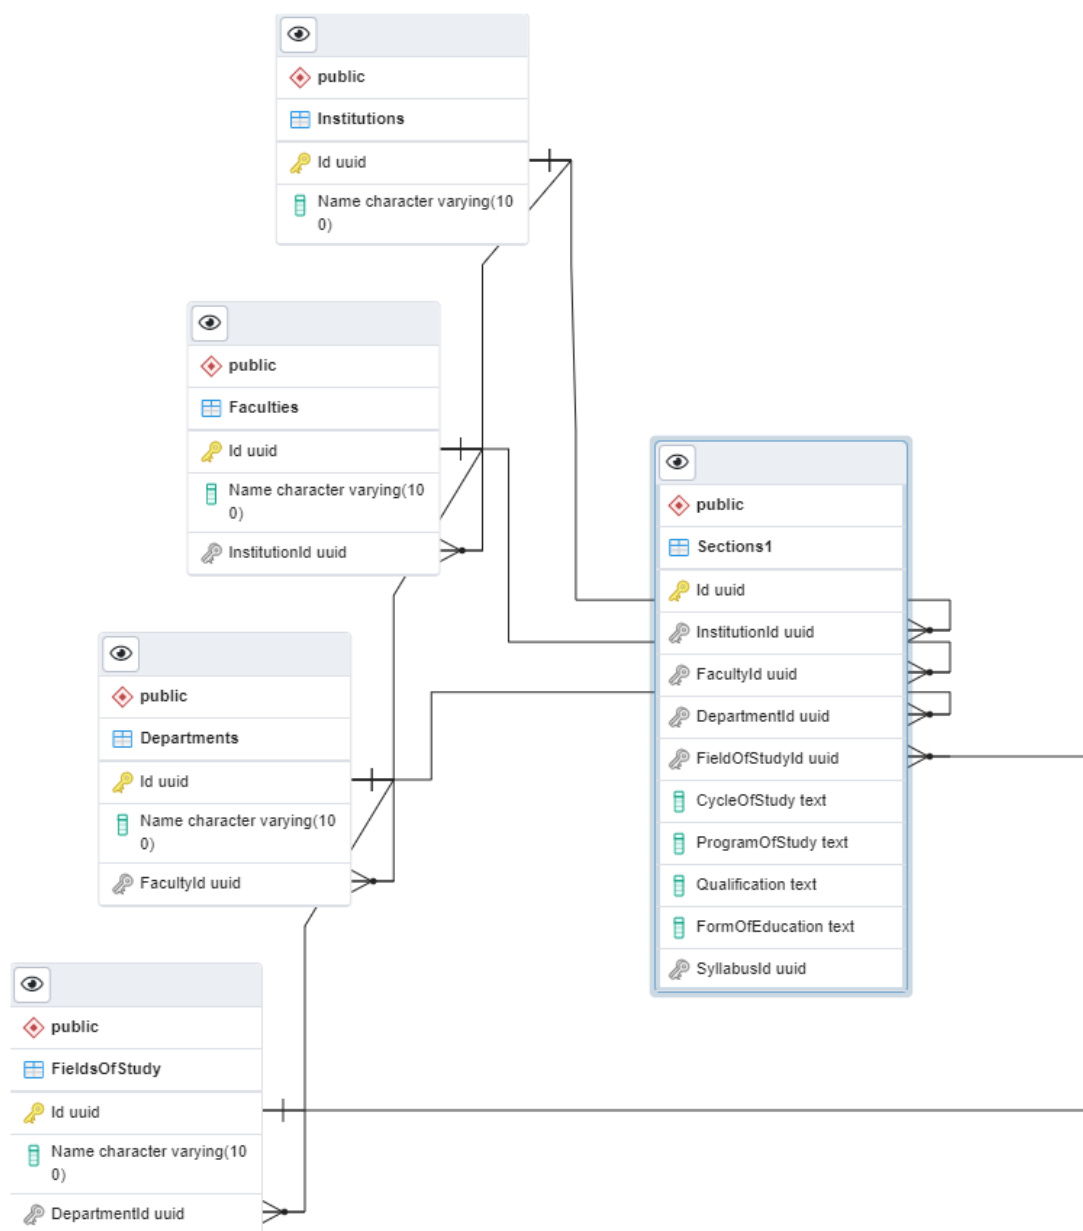 public
Institutions
Id uuid
Name character varying(10
0)
public
Faculties
Id uuid
Name character varying(10
0)
InstitutionId uuid
public
Sections1
Id uuid
InstitutionId uuid
FacultyId uuid
DepartmentId uuid
FieldOfStudyId uuid
CycleOfStudy text
ProgramOfStudy text
Qualification text
FormOfEducation text
SyllabusId uuid
public
Departments
Id uuid
Name character varying(10
0)
FacultyId uuid
public
FieldsOfStudy
Id uuid
Name character varying(10
0)
DepartmentId uuid